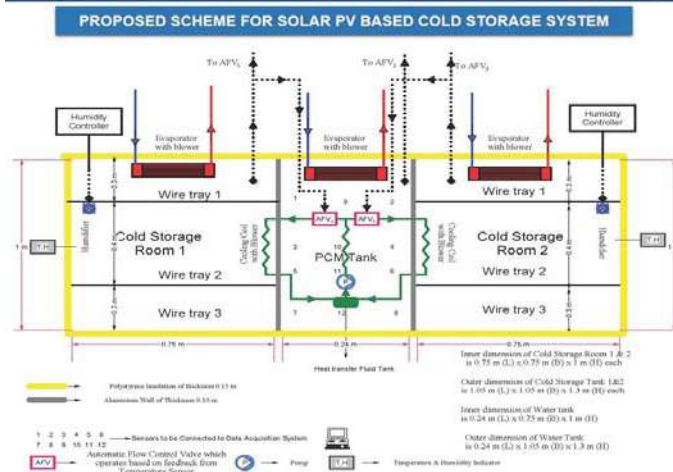 PROPOSED SCHEME FOR SOLAR PV BASED COLD STORAGE SYSTEM
To AFV
To AFV
To AFV
Humidity
Controller
Evaporator
with blower
Evaporator
with blower
Evaporator
with blower
Humidity
Controller
Wire tray 1
Wire tray 1
1
9
2
AFV
AFV
Humidifier
Cold Storage
Room 1
Cooling Coil
with Blower
3
10
4
PCM Tank
Cooling Coil
with Blower
Cold Storage
Room 2
Humidifier
T.H
1 m
T.H
Wire tray 2
5
11
6
P
Wire tray 2
Wire tray 3
7
12
8
Wire tray 3
0.75 m
0.24 m
0.75 m
Heat transfer Fluid Tank
Inner dimension of Cold Storage Room 1 & 2
is 0.75 m (L) x 0.75 m (B) x 1 m (H) each
Polystyrene Insulation of thickness 0.15 m
Outer dimension of Cold Storage Tank 1&2
is 1.05 m (L) x 1.05 m (B) x 1.3 m (H) each
Aluminium Wall of Thickness
Inner dimension of Water tank
is 0.24 m (L) x 0.75 m (B) x 1 m (H)
1 2 3 4 5 6
7 8 9 10 11 12
Sensors to be Connected to Data Acquisition System
Outer dimension of Water Tank
is 0.24 m (L) x 1.05 m (B) x 1.3 m (H)
AFV
Automatic Flow Control Valve which
operates based on feedback from
Temperature Sensor
P
Pump
T.H
Temperature & Humidity Indicator